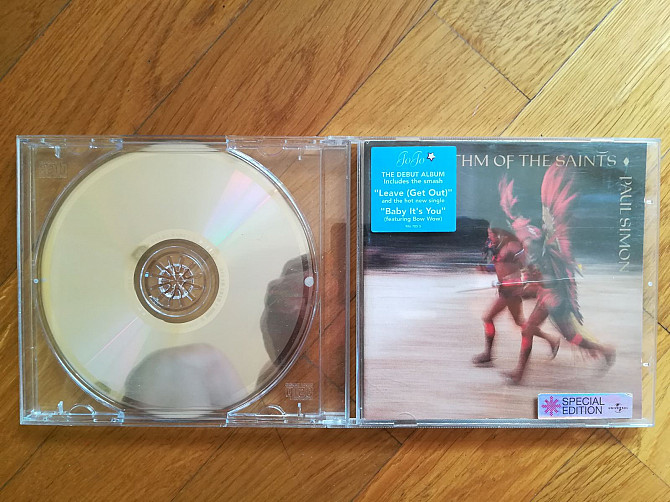 JoJo
THE DEBUT ALBUM
Includes the smash
"Leave (Get Out)"
and the hot new single
"Baby It's You"
(featuring Bow Wow)
THM OF THE SAINTS • PAUL SIMON
SPECIAL
EDITION
UNIVERSAL